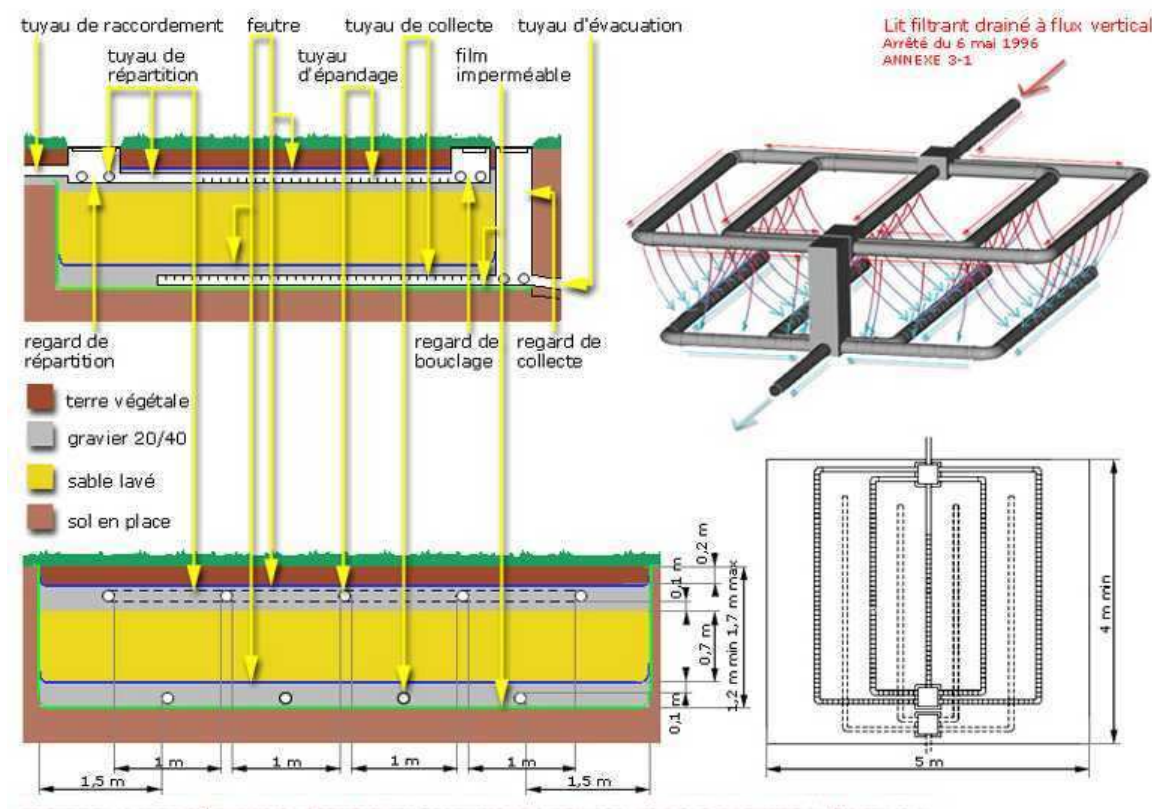 tuyau de raccordement
feutre
tuyau de collecte
tuyau d'évacuation
tuyau de
répartition
tuyau
d'épandage
film
imperméable
Lit filtrant drainé à flux vertical
Arrêté du 6 mai 1996
ANNEXE 3-1
regard de
répartition
regard de
bouclage
regard de
collecte
terre végétale
gravier 20/40
sable lavé
sol en place
0,2 m
0,1 m
0,7 m
1,2 m min 1,7 m max
0,1 m
1 m
1 m
1 m
1 m
1,5 m
1,5 m
4 m min
5 m